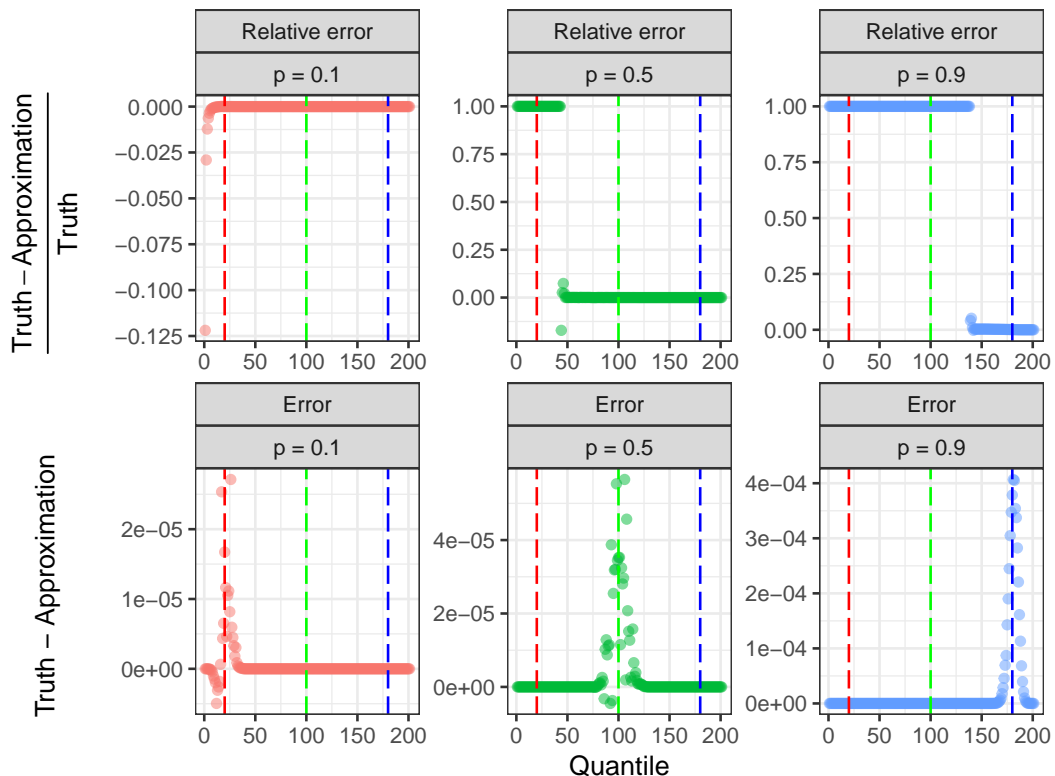 Relative error Relative error Relative error
p = 0.1 p = 0.5 p = 0.9
Truth − Approximation
Truth
0.000
−0.025
−0.050
−0.075
−0.100
−0.125
1.00
0.75
0.50
0.25
0.00
1.00
0.75
0.50
0.25
0.00
0 50 100 150 200 0 50 100 150 200 0 50 100 150 200
Error Error Error
p = 0.1 p = 0.5 p = 0.9
Truth − Approximation
2e−05
1e−05
0e+00
4e−05
2e−05
0e+00
4e−04
3e−04
2e−04
1e−04
0e+00
0 50 100 150 200 0 50 100 150 200 0 50 100 150 200
Quantile